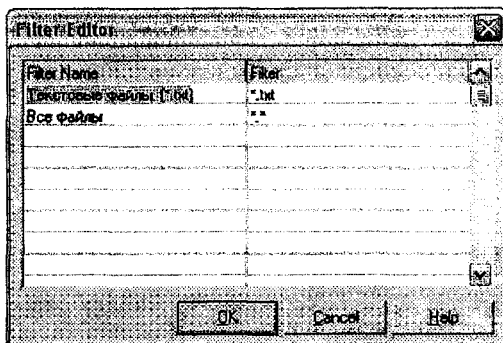 Filter Editor
Filter Name Filter
Текстовые файлы (*.txt) *.txt
Все файлы *.*
OK Cancel Help